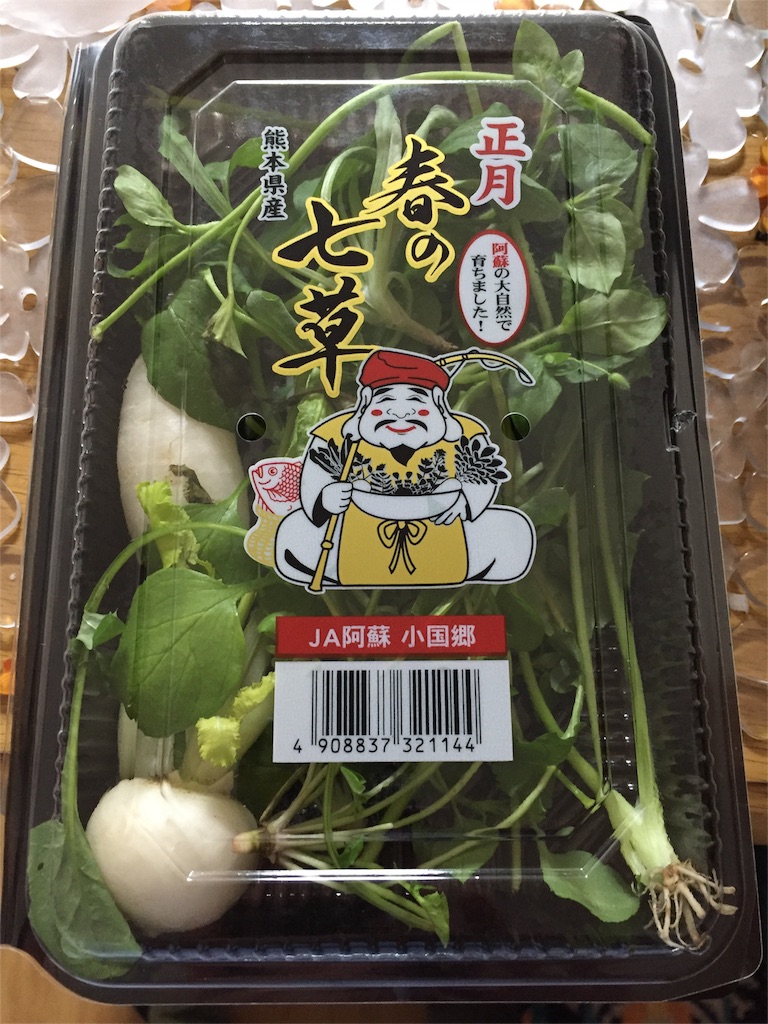 正月
春の
七草
熊本県産
阿蘇の大自然で
育ちました!
JA阿蘇 小国郷
4 908837 321144